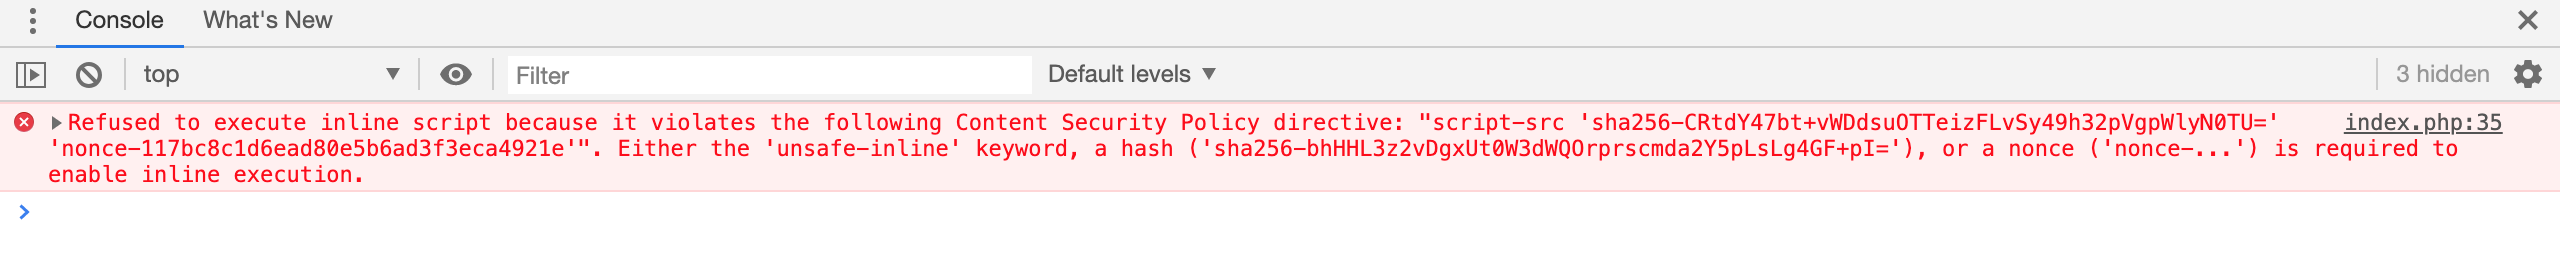 Console What's New
top Filter Default levels 3 hidden
Refused to execute inline script because it violates the following Content Security Policy directive: "script-src 'sha256-CRtdY47bt+vWDdsuOTTeizFLvSy49h32pVgpWlyN0TU=' index.php:35
'nonce-117bc8c1d6ead80e5b6ad3f3eca4921e'". Either the 'unsafe-inline' keyword, a hash ('sha256-bhHHL3z2vDgxUt0W3dWQOrprscmda2Y5pLsLg4GF+pI='), or a nonce ('nonce-...') is required to
enable inline execution.